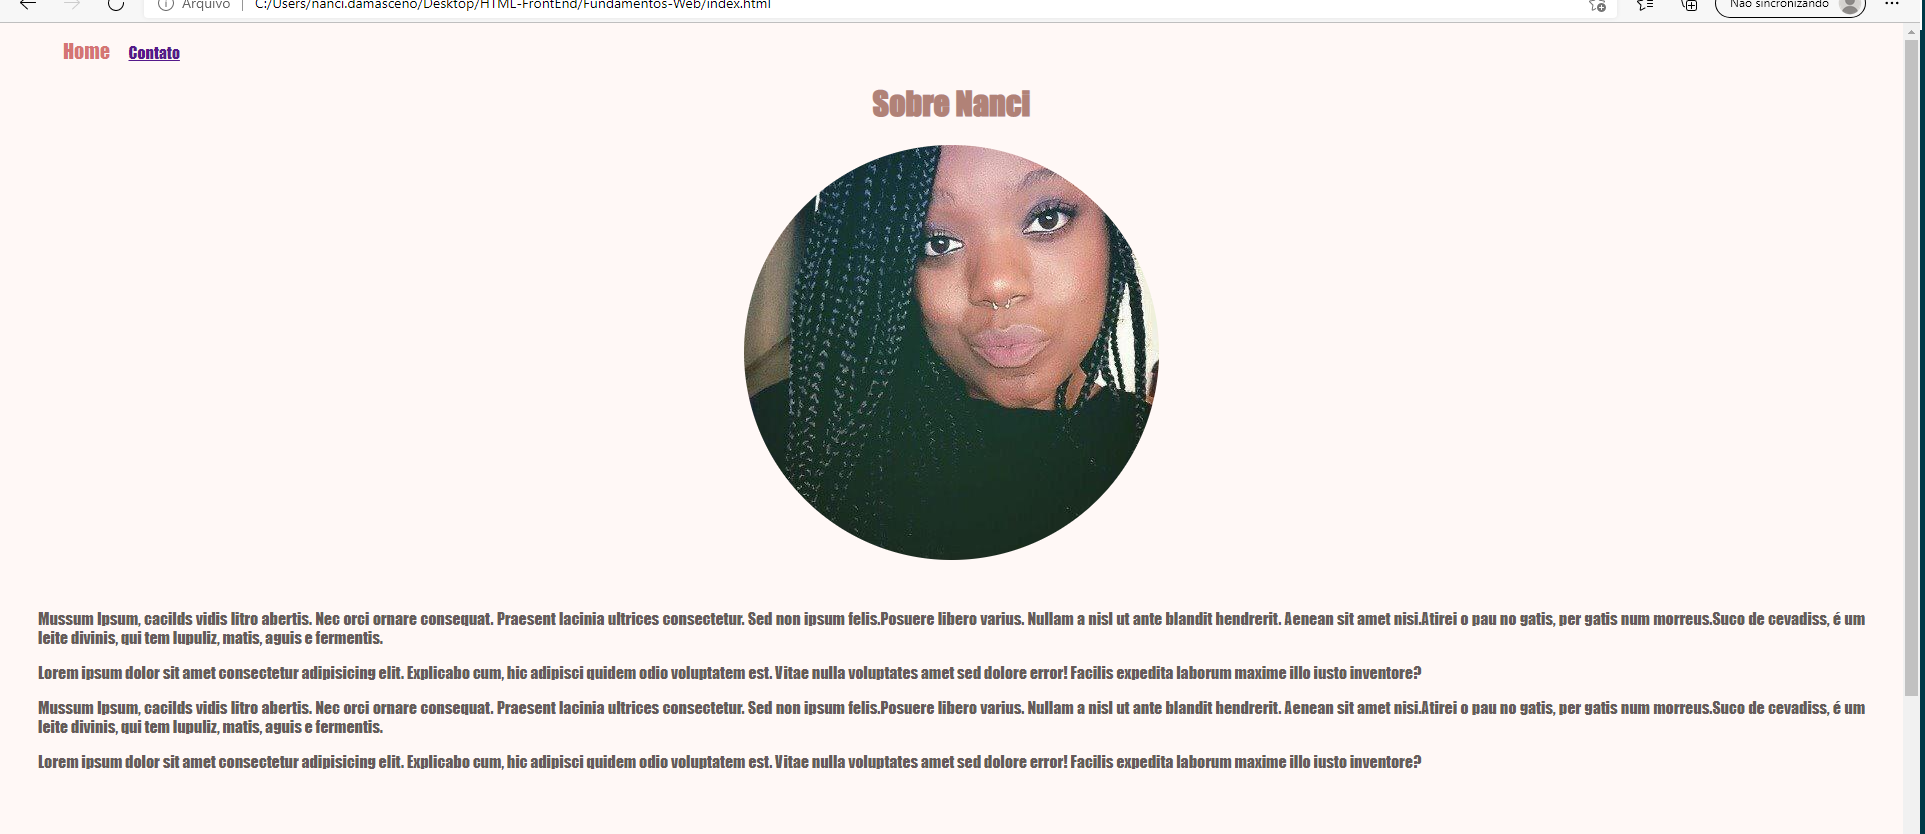 Arquivo | C:/Users/nanci.damasceno/Desktop/HTML-FrontEnd/Fundamentos-Web/index.html Não sincronizando
Home Contato
Sobre Nanci
Mussum Ipsum, cacilds vidis litro abertis. Nec orci ornare consequat. Praesent lacinia ultrices consectetur. Sed non ipsum felis.Posuere libero varius. Nullam a nisl ut ante blandit hendrerit. Aenean sit amet nisi.Atirei o pau no gatis, per gatis num morreus.Suco de cevadiss, é um
leite divinis, qui tem lupuliz, matis, aguis e fermentis.
Lorem ipsum dolor sit amet consectetur adipisicing elit. Explicabo cum, hic adipisci quidem odio voluptatem est. Vitae nulla voluptates amet sed dolore error! Facilis expedita laborum maxime illo iusto inventore?
Mussum Ipsum, cacilds vidis litro abertis. Nec orci ornare consequat. Praesent lacinia ultrices consectetur. Sed non ipsum felis.Posuere libero varius. Nullam a nisl ut ante blandit hendrerit. Aenean sit amet nisi.Atirei o pau no gatis, per gatis num morreus.Suco de cevadiss, é um
leite divinis, qui tem lupuliz, matis, aguis e fermentis.
Lorem ipsum dolor sit amet consectetur adipisicing elit. Explicabo cum, hic adipisci quidem odio voluptatem est. Vitae nulla voluptates amet sed dolore error! Facilis expedita laborum maxime illo iusto inventore?